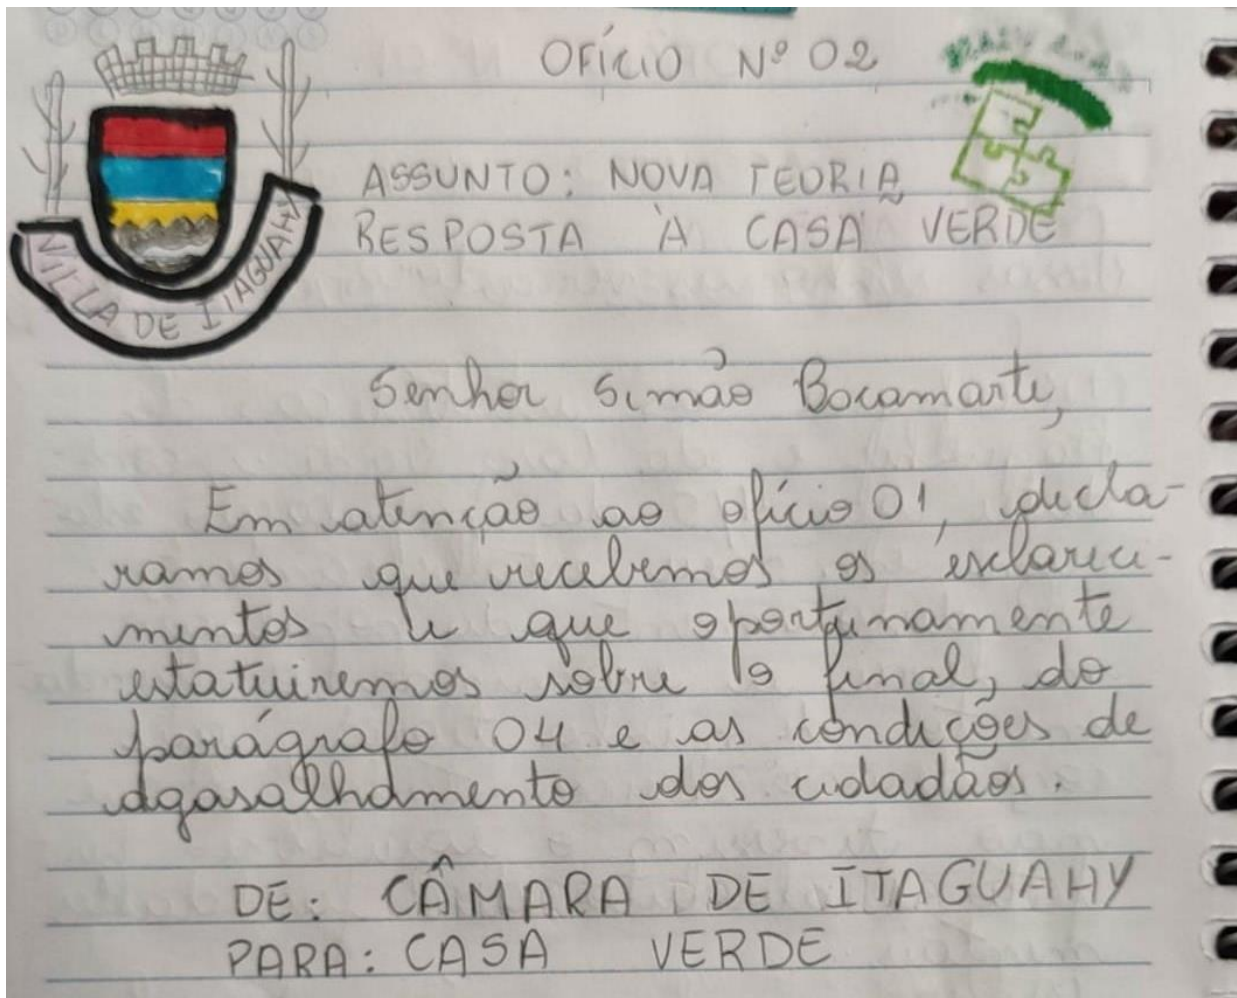 OFÍCIO Nº 02
ASSUNTO: NOVA TEORIA
RESPOSTA À CASA VERDE
VILLA DE ITAGUAHY
Senhor Simão Bocamarte,
Em atenção ao ofício 01, decla-
ramos que recebemos os esclareci-
mentos e que oportunamente
estatuiremos sobre o final, do
parágrafo 04 e as condições de
agasalhamento dos cidadãos.
DE: CÂMARA DE ITAGUAHY
PARA: CASA VERDE